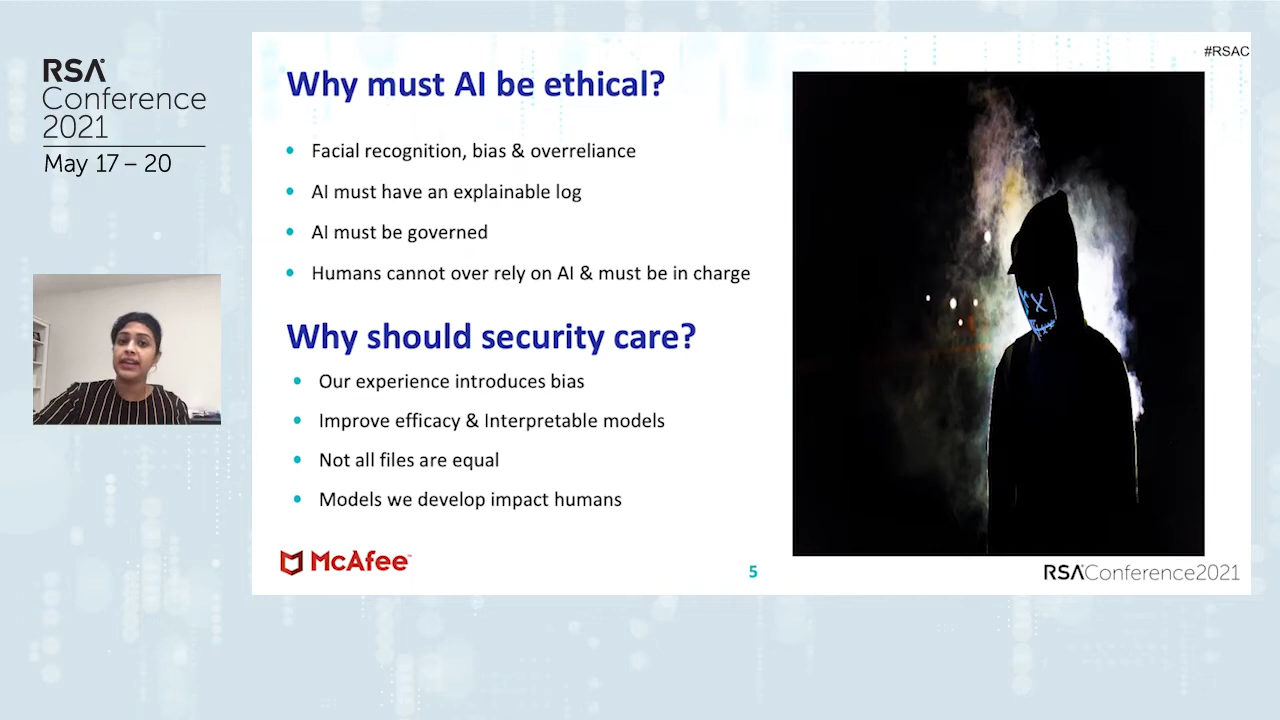 RSA
Conference
2021
May 17 – 20
#RSAC
Why must AI be ethical?
• Facial recognition, bias & overreliance
• AI must have an explainable log
• AI must be governed
• Humans cannot over rely on AI & must be in charge
Why should security care?
• Our experience introduces bias
• Improve efficacy & Interpretable models
• Not all files are equal
• Models we develop impact humans
McAfee™
5
RSAConference2021